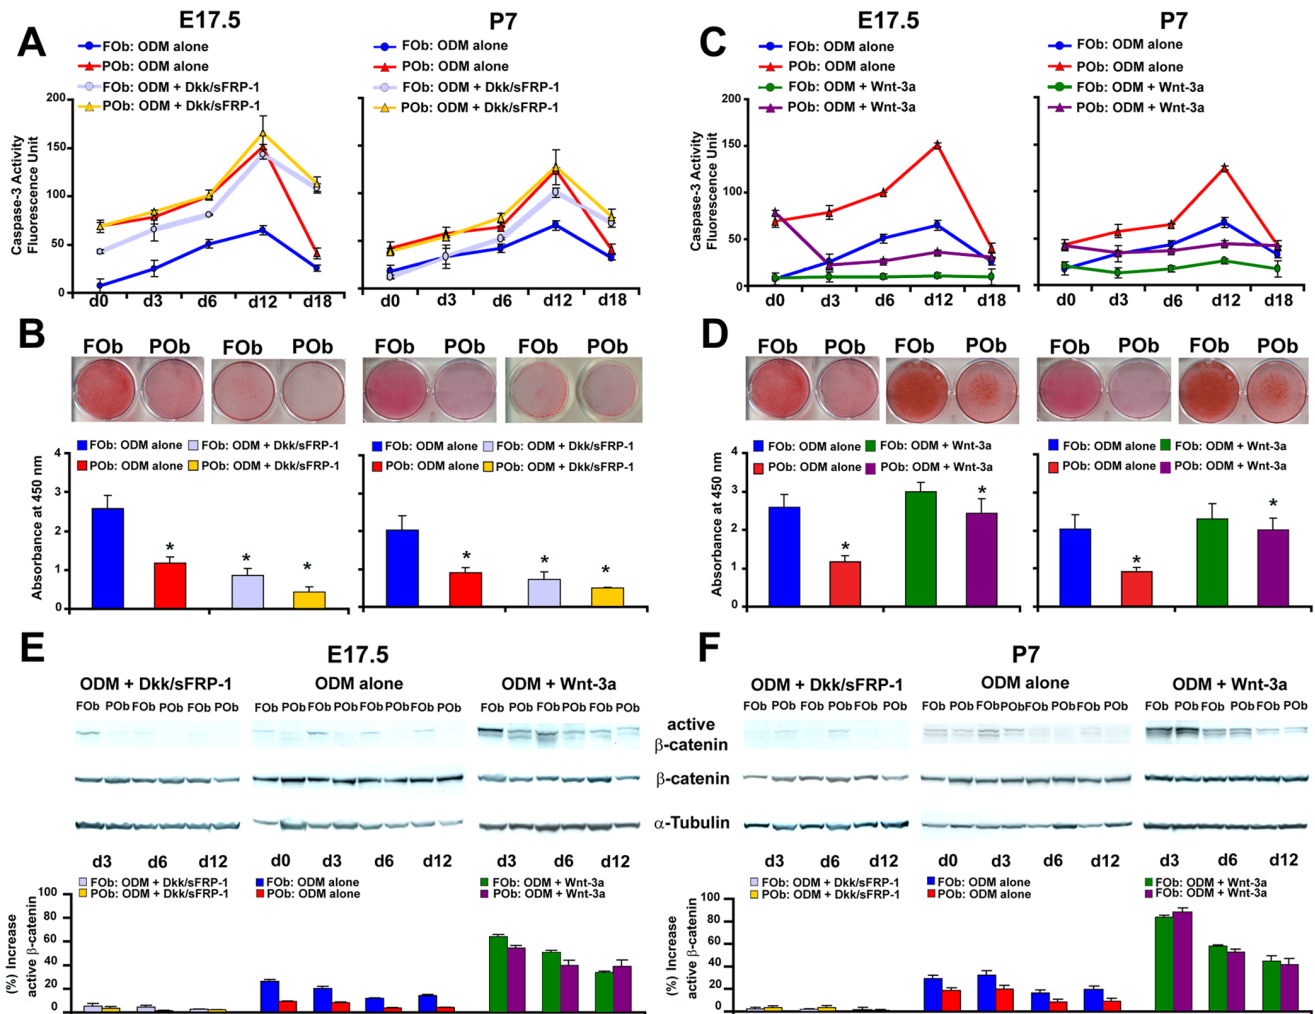 E17.5
P7
E17.5
P7
A
FOb: ODM alone
POb: ODM alone
FOb: ODM + Dkk/sFRP-1
POb: ODM + Dkk/sFRP-1
FOb: ODM alone
POb: ODM alone
FOb: ODM + Dkk/sFRP-1
POb: ODM + Dkk/sFRP-1
Caspase-3 Activity
Fluorescence Unit
200
150
100
50
0
d0 d3 d6 d12 d18
d0 d3 d6 d12 d18
C
FOb: ODM alone
POb: ODM alone
FOb: ODM + Wnt-3a
POb: ODM + Wnt-3a
FOb: ODM alone
POb: ODM alone
FOb: ODM + Wnt-3a
POb: ODM + Wnt-3a
Caspase-3 Activity
Fluorescence Unit
200
150
100
50
0
d0 d3 d6 d12 d18
d0 d3 d6 d12 d18
B
FOb POb FOb POb FOb POb FOb POb
FOb: ODM alone FOb: ODM + Dkk/sFRP-1
POb: ODM alone POb: ODM + Dkk/sFRP-1
FOb: ODM alone FOb: ODM + Dkk/sFRP-1
POb: ODM alone POb: ODM + Dkk/sFRP-1
Absorbance at 450 nm
4
3
2
1
0
* * *
* * *
D
FOb POb FOb POb FOb POb FOb POb
FOb: ODM alone FOb: ODM + Wnt-3a
POb: ODM alone POb: ODM + Wnt-3a
FOb: ODM alone FOb: ODM + Wnt-3a
POb: ODM alone POb: ODM + Wnt-3a
Absorbance at 450 nm
4
3
2
1
0
* *
* *
E
E17.5
ODM + Dkk/sFRP-1 ODM alone ODM + Wnt-3a
FOb POb FOb POb FOb POb FOb POb FOb POb FOb POb FOb POb FOb POb FOb POb FOb POb
active
β-catenin
β-catenin
α-Tubulin
d3 d6 d12 d0 d3 d6 d12 d3 d6 d12
FOb: ODM + Dkk/sFRP-1 FOb: ODM alone FOb: ODM + Wnt-3a
POb: ODM + Dkk/sFRP-1 POb: ODM alone POb: ODM + Wnt-3a
(%) Increase
active β-catenin
100
80
60
40
20
0
F
P7
ODM + Dkk/sFRP-1 ODM alone ODM + Wnt-3a
FOb POb FOb POb FOb POb FOb POb FOb POb FOb POb FOb POb FOb POb FOb POb FOb POb
d3 d6 d12 d0 d3 d6 d12 d3 d6 d12
FOb: ODM + Dkk/sFRP-1 FOb: ODM alone FOb: ODM + Wnt-3a
POb: ODM + Dkk/sFRP-1 POb: ODM alone POb: ODM + Wnt-3a
(%) Increase
active β-catenin
100
80
60
40
20
0